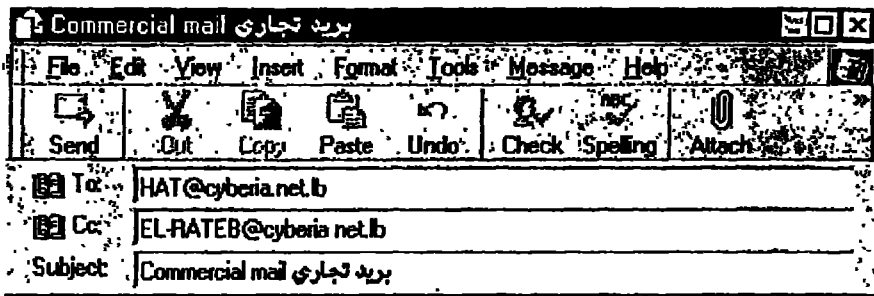 Commercial mail بريد تجاري
File Edit View Insert Format Tools Message Help
Send Cut Copy Paste Undo Check Spelling Attach »
To: HAT@cyberia.net.lb
Cc: EL-RATEB@cyberia.net.lb
Subject: Commercial mail بريد تجاري